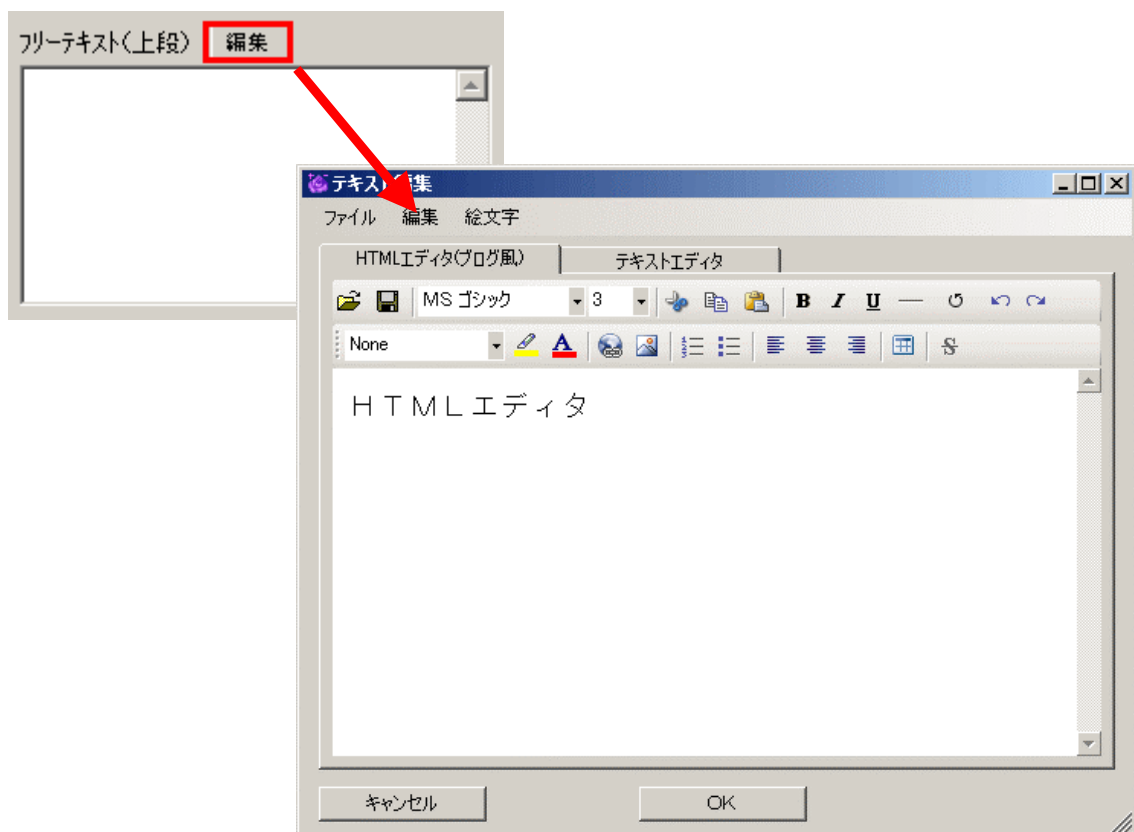 フリーテキスト(上段) 編集
テキスト編集
ファイル 編集 絵文字
HTMLエディタ(ブログ風) テキストエディタ
MS ゴシック 3 B I U
None A S
HTMLエディタ
キャンセル OK